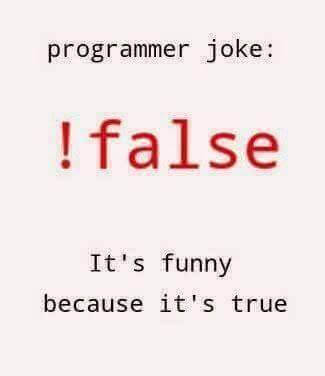 programmer joke:
!false
It's funny
because it's true